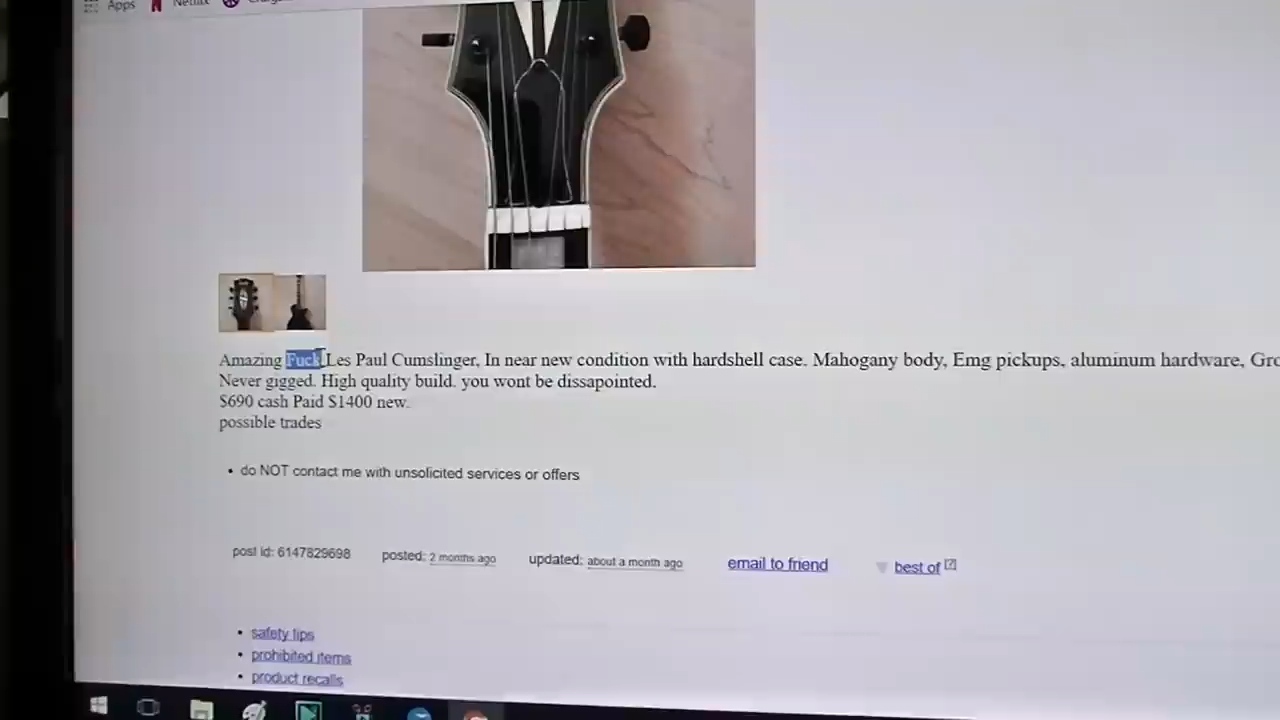 Apps Netflix
Amazing Fuck Les Paul Cumslinger, In near new condition with hardshell case. Mahogany body, Emg pickups, aluminum hardware,
Never gigged. High quality build. you wont be dissapointed.
$690 cash Paid $1400 new.
possible trades
• do NOT contact me with unsolicited services or offers
post id: 6147829698 posted: 2 months ago updated: about a month ago email to friend best of [?]
• safety tips
• prohibited items
• product recalls